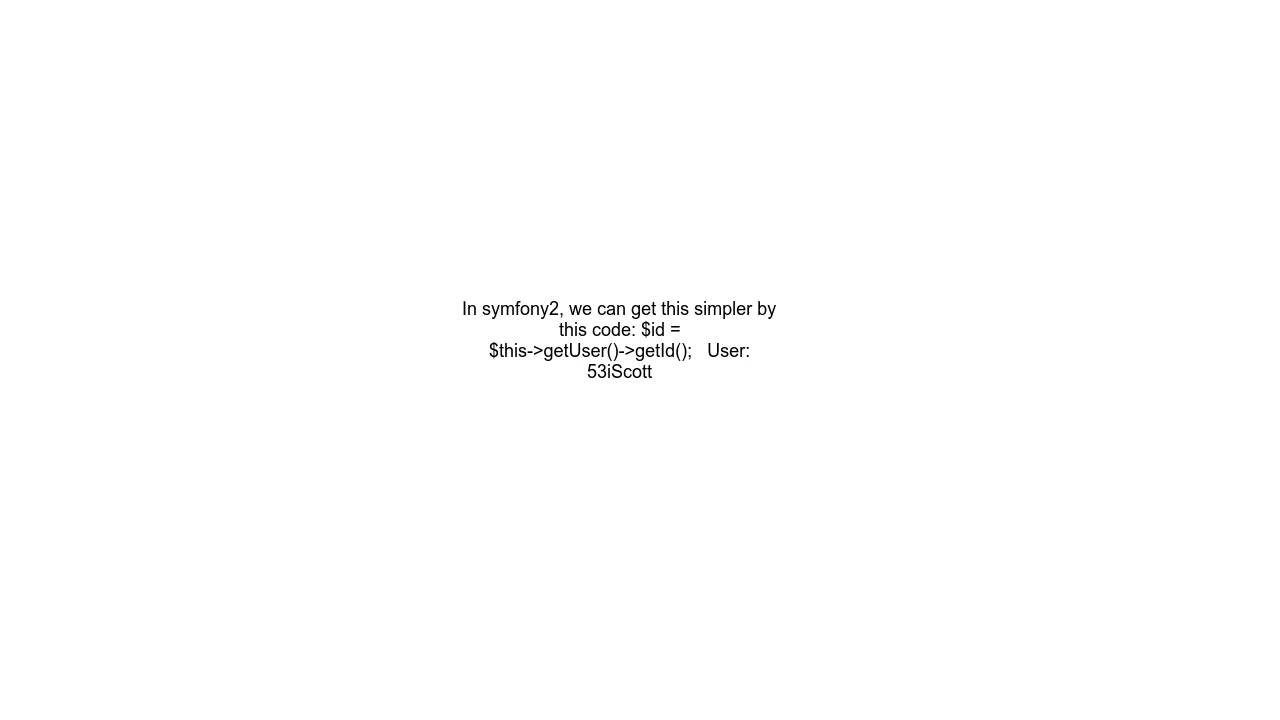 In symfony2, we can get this simpler by
this code: $id =
$this->getUser()->getId();   User:
53iScott